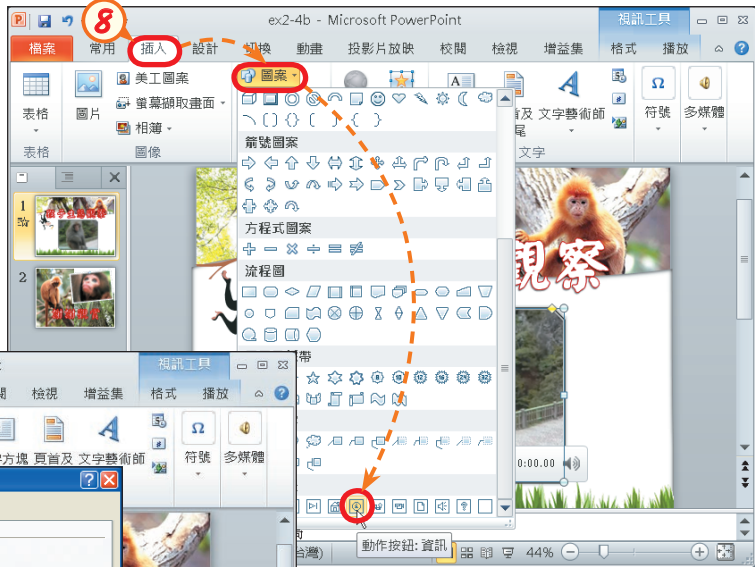 8
ex2-4b - Microsoft PowerPoint
視訊工具
檔案 常用 插入 設計 切換 動畫 投影片放映 校閱 檢視 增益集 格式 播放
表格
圖片
美工圖案
螢幕擷取畫面
相簿
圖案
文字藝術師
符號
多媒體
表格
圖像
文字
箭號圖案
方程式圖案
流程圖
1
2
觀察
0:00.00
視訊工具
檢視 增益集 格式 播放
頁首及 文字藝術師
符號
多媒體
動作按鈕: 資訊
44%